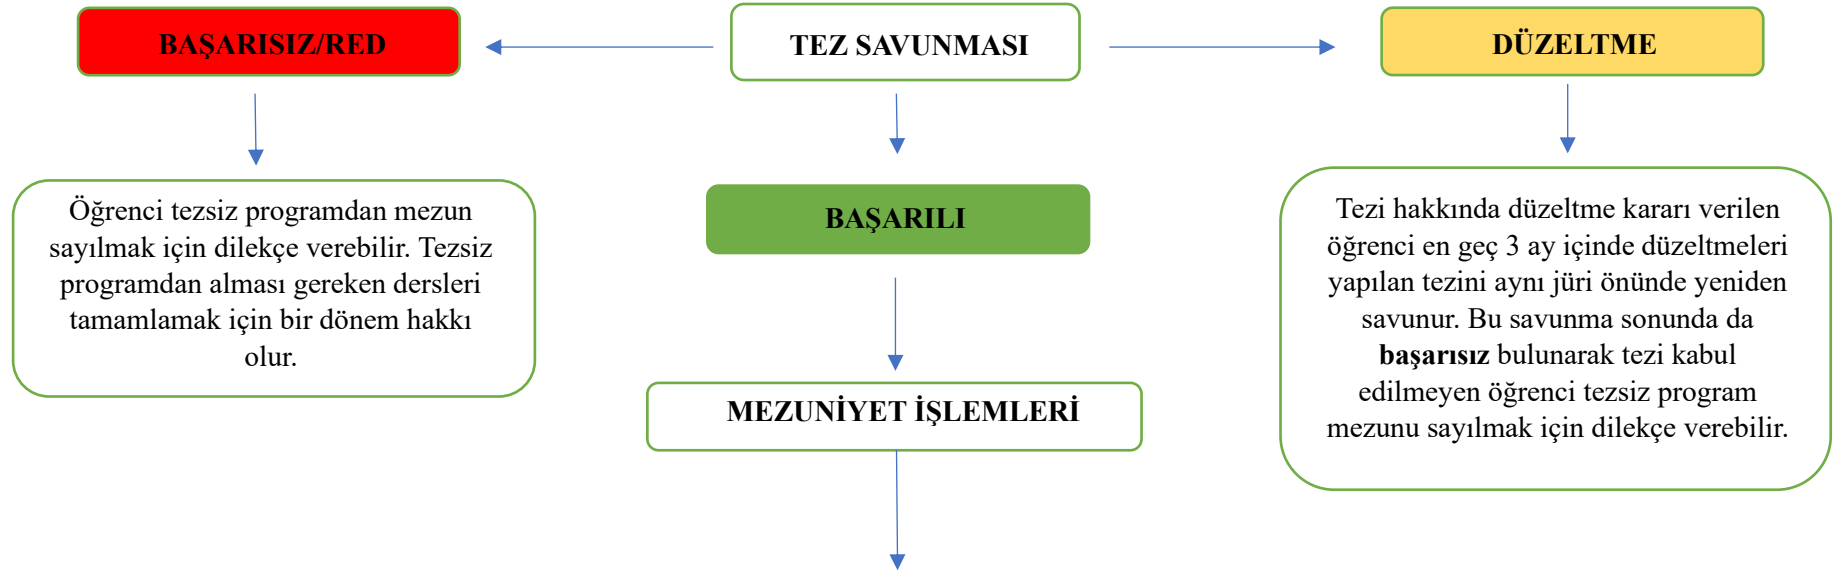 BAŞARISIZ/RED
TEZ SAVUNMASI
DÜZELTME
Öğrenci tezsiz programdan mezun
sayılmak için dilekçe verebilir. Tezsiz
programdan alması gereken dersleri
tamamlamak için bir dönem hakkı
olur.
BAŞARILI
MEZUNİYET İŞLEMLERİ
Tezi hakkında düzeltme kararı verilen
öğrenci en geç 3 ay içinde düzeltmeleri
yapılan tezini aynı jüri önünde yeniden
savunur. Bu savunma sonunda da
başarısız bulunarak tezi kabul
edilmeyen öğrenci tezsiz program
mezunu sayılmak için dilekçe verebilir.